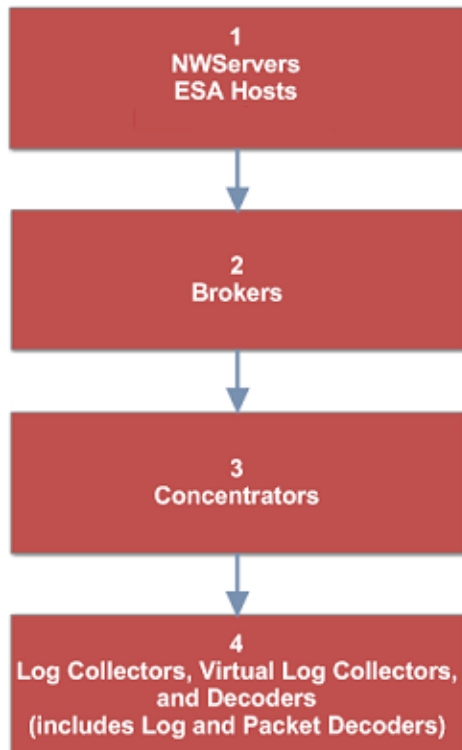 1
NWServers
ESA Hosts
2
Brokers
3
Concentrators
4
Log Collectors, Virtual Log Collectors,
and Decoders
(includes Log and Packet Decoders)